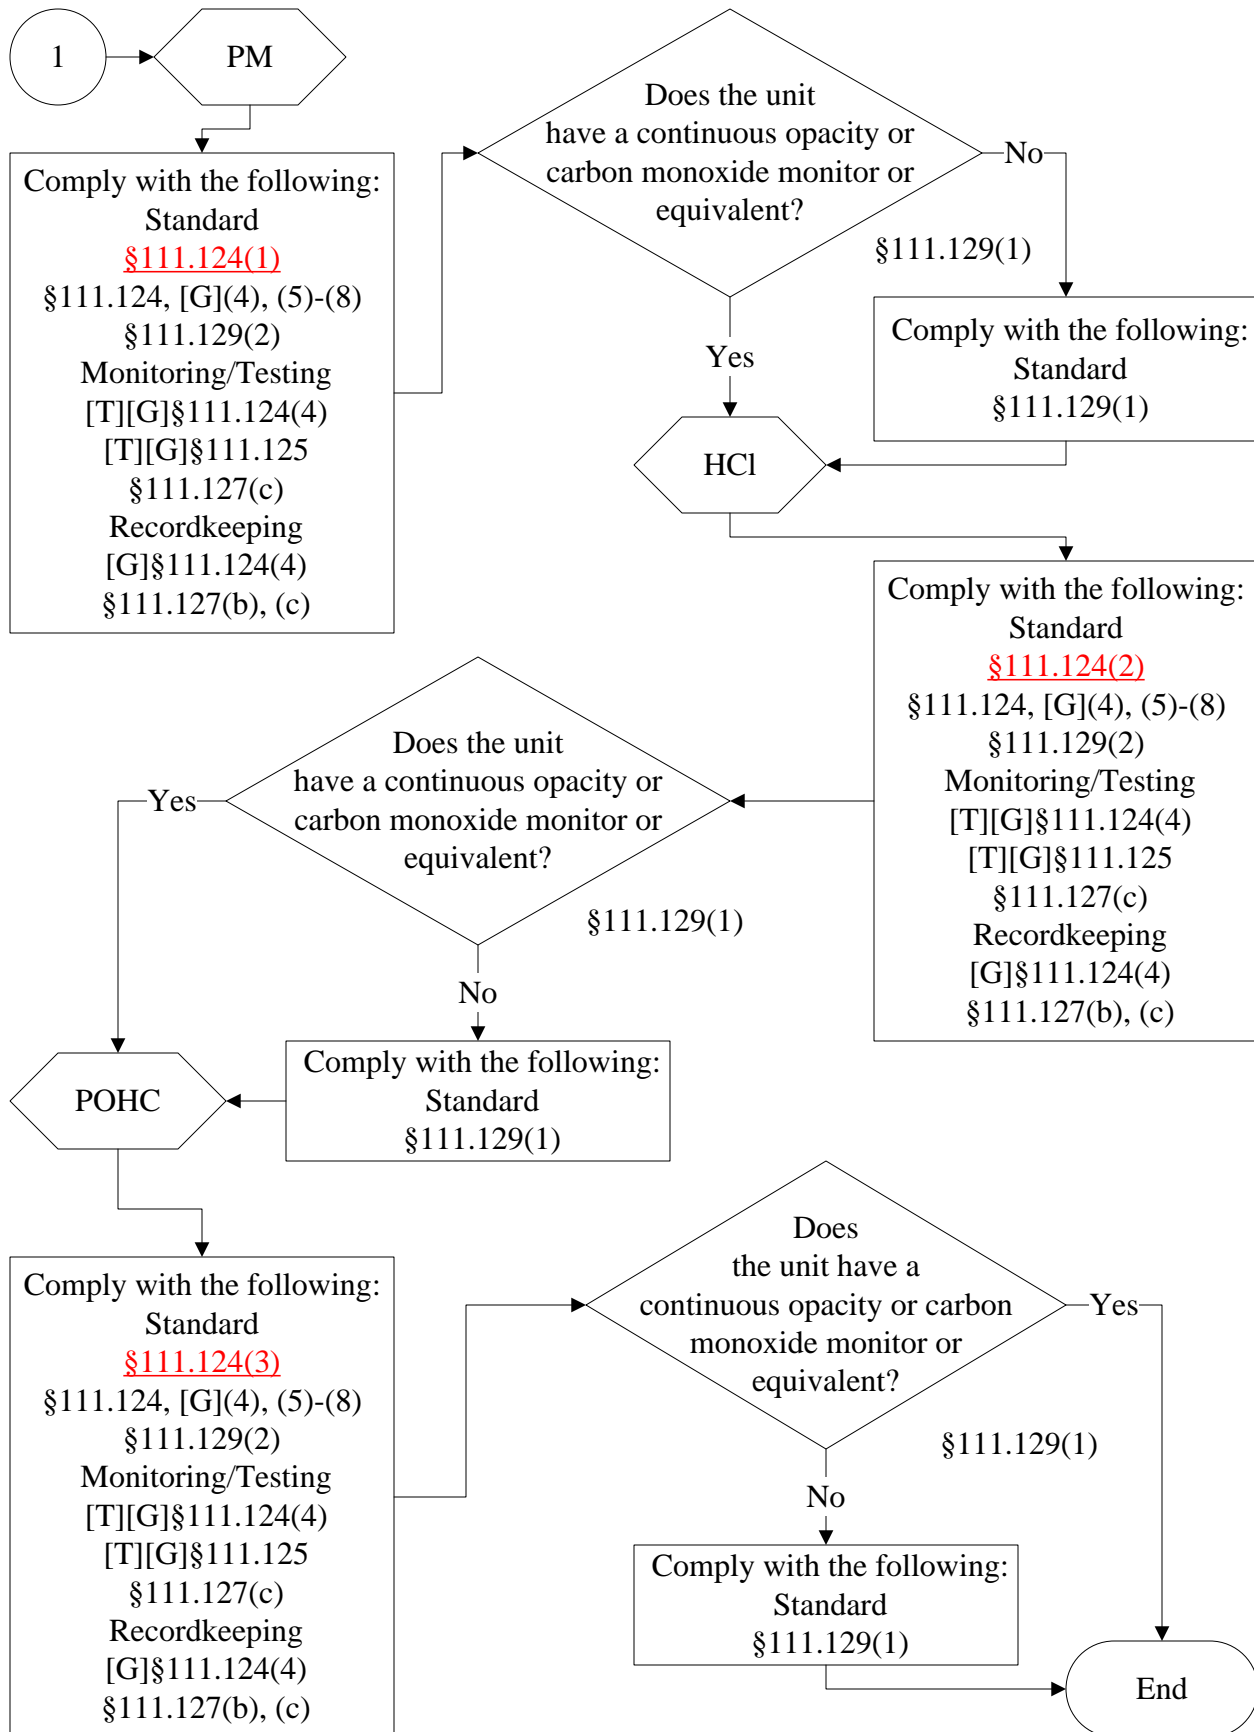 1
PM
Comply with the following:
Standard
§111.124(1)
§111.124, [G](4), (5)-(8)
§111.129(2)
Monitoring/Testing
[T][G]§111.124(4)
[T][G]§111.125
§111.127(c)
Recordkeeping
[G]§111.124(4)
§111.127(b), (c)
Does the unit
have a continuous opacity or
carbon monoxide monitor or
equivalent?
No
§111.129(1)
Yes
Comply with the following:
Standard
§111.129(1)
HCl
Comply with the following:
Standard
§111.124(2)
§111.124, [G](4), (5)-(8)
§111.129(2)
Monitoring/Testing
[T][G]§111.124(4)
[T][G]§111.125
§111.127(c)
Recordkeeping
[G]§111.124(4)
§111.127(b), (c)
Does the unit
have a continuous opacity or
carbon monoxide monitor or
equivalent?
Yes
§111.129(1)
No
Comply with the following:
Standard
§111.129(1)
POHC
Comply with the following:
Standard
§111.124(3)
§111.124, [G](4), (5)-(8)
§111.129(2)
Monitoring/Testing
[T][G]§111.124(4)
[T][G]§111.125
§111.127(c)
Recordkeeping
[G]§111.124(4)
§111.127(b), (c)
Does
the unit have a
continuous opacity or carbon
monoxide monitor or
equivalent?
Yes
§111.129(1)
No
Comply with the following:
Standard
§111.129(1)
End